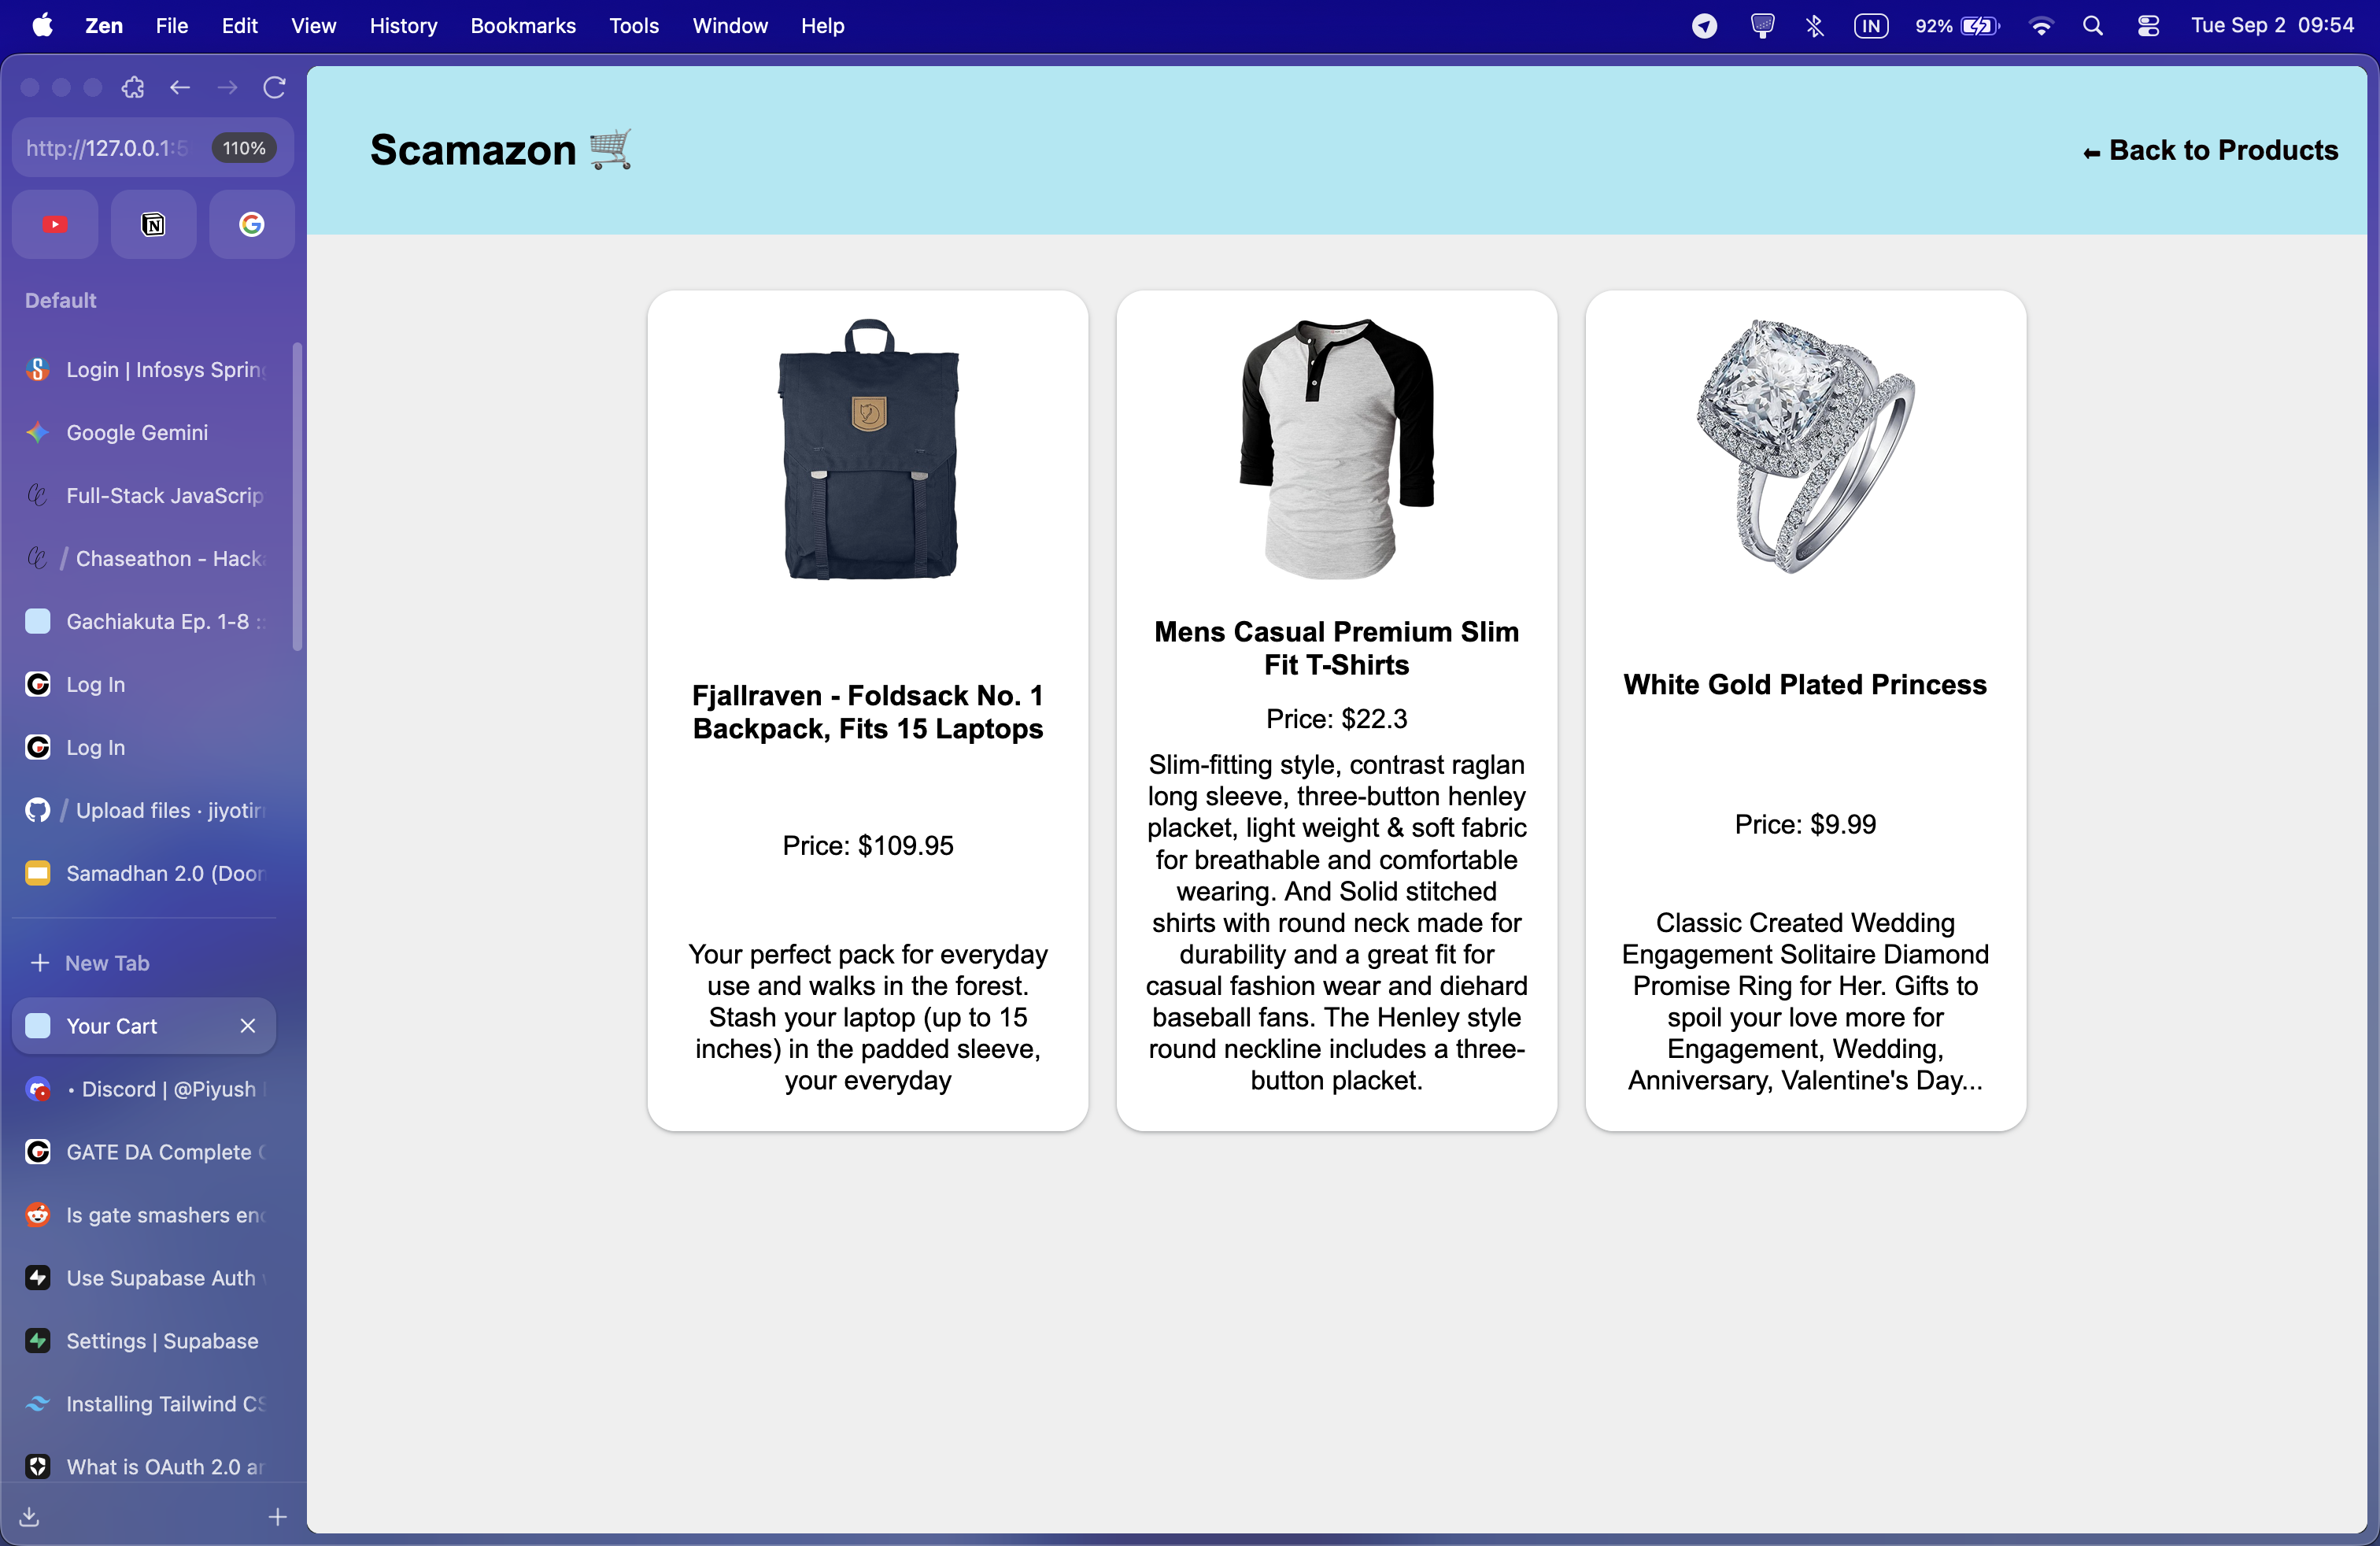 Zen File Edit View History Bookmarks Tools Window Help IN 92% Tue Sep 2 09:54
http://127.0.0.1:5 110%
Default
Login | Infosys Spring
Google Gemini
Full-Stack JavaScrip
/ Chaseathon - Hack
Gachiakuta Ep. 1-8 ::
Log In
Log In
/ Upload files · jiyotir
Samadhan 2.0 (Door
+ New Tab
Your Cart
• Discord | @Piyush
GATE DA Complete
Is gate smashers en
Use Supabase Auth
Settings | Supabase
Installing Tailwind CS
What is OAuth 2.0 ar
Scamazon 🛒
⬅ Back to Products
Fjallraven - Foldsack No. 1
Backpack, Fits 15 Laptops
Price: $109.95
Your perfect pack for everyday
use and walks in the forest.
Stash your laptop (up to 15
inches) in the padded sleeve,
your everyday
Mens Casual Premium Slim
Fit T-Shirts
Price: $22.3
Slim-fitting style, contrast raglan
long sleeve, three-button henley
placket, light weight & soft fabric
for breathable and comfortable
wearing. And Solid stitched
shirts with round neck made for
durability and a great fit for
casual fashion wear and diehard
baseball fans. The Henley style
round neckline includes a three-
button placket.
White Gold Plated Princess
Price: $9.99
Classic Created Wedding
Engagement Solitaire Diamond
Promise Ring for Her. Gifts to
spoil your love more for
Engagement, Wedding,
Anniversary, Valentine's Day...